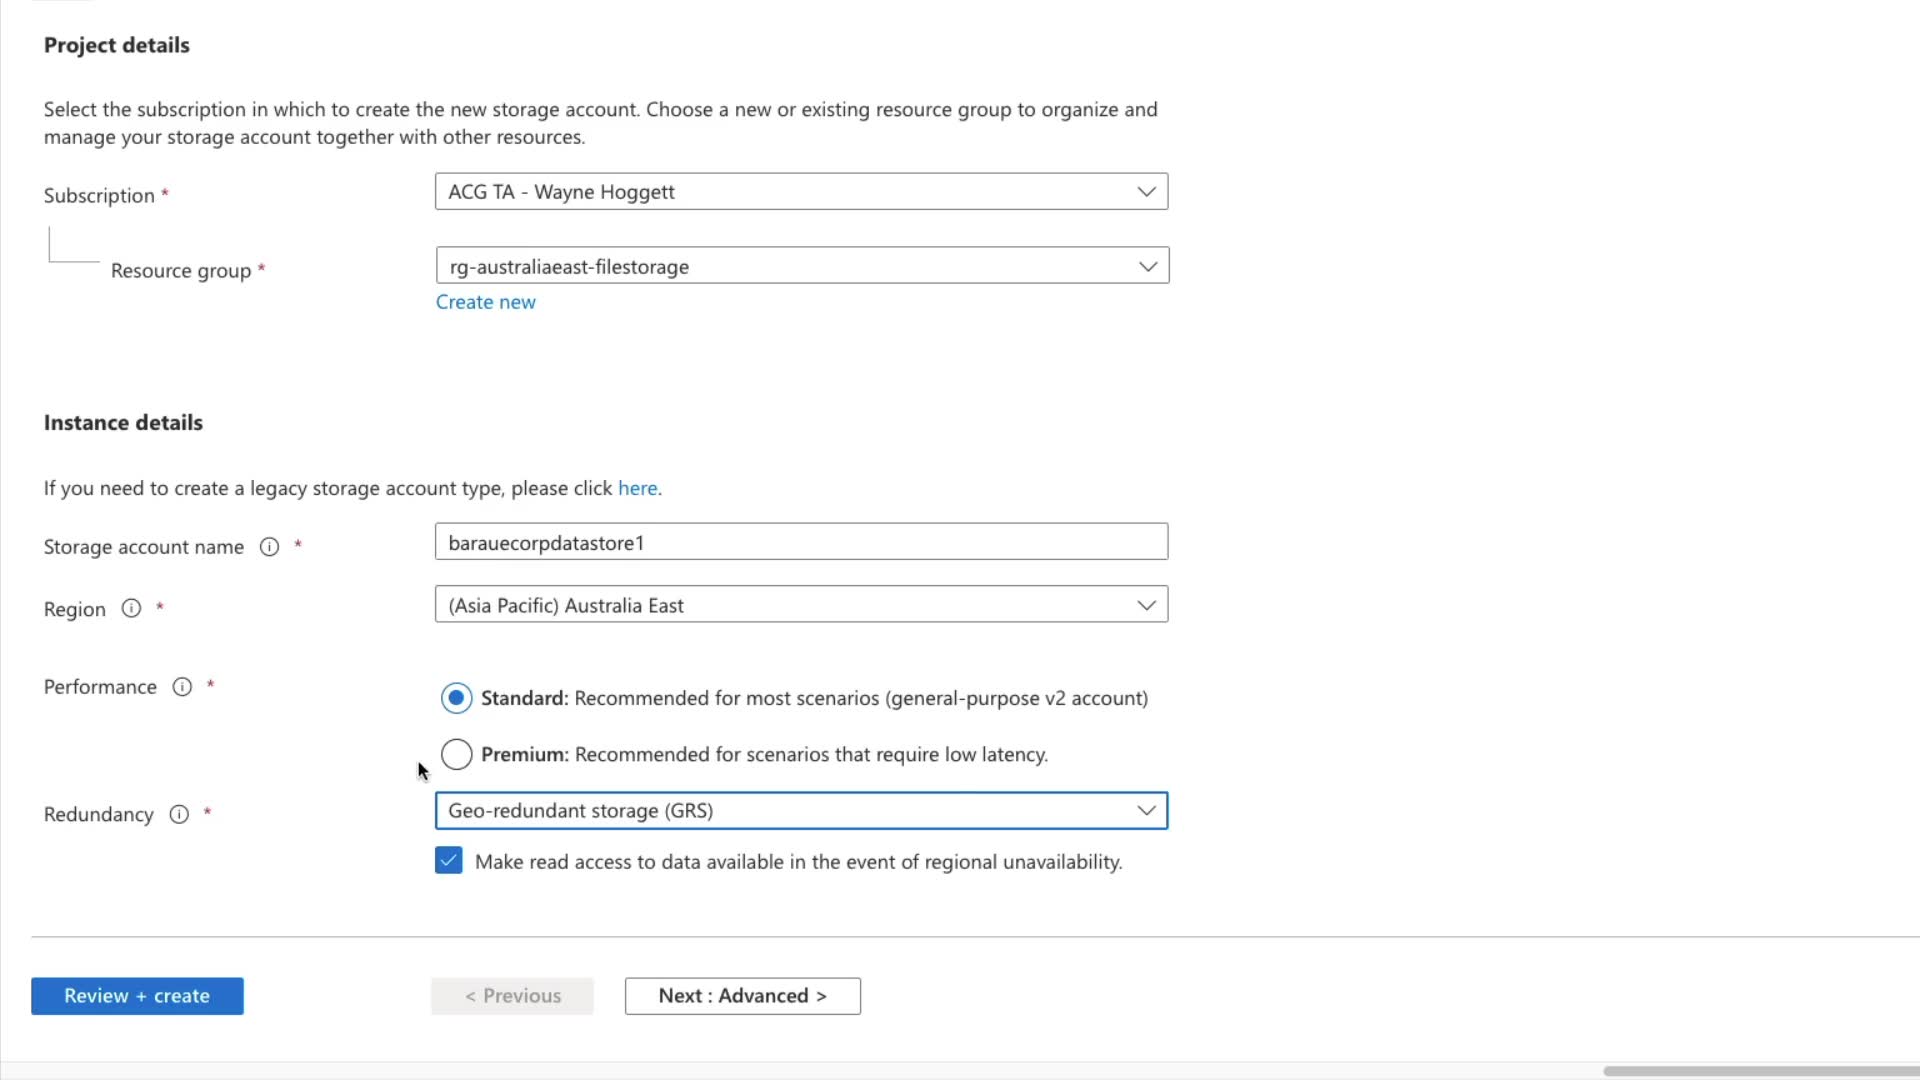 Project details
Select the subscription in which to create the new storage account. Choose a new or existing resource group to organize and
manage your storage account together with other resources.
Subscription *
ACG TA - Wayne Hoggett
Resource group *
rg-australiaeast-filestorage
Create new
Instance details
If you need to create a legacy storage account type, please click here.
Storage account name *
barauecorpdatastore1
Region *
(Asia Pacific) Australia East
Performance *
Standard: Recommended for most scenarios (general-purpose v2 account)
Premium: Recommended for scenarios that require low latency.
Redundancy *
Geo-redundant storage (GRS)
Make read access to data available in the event of regional unavailability.
Review + create
< Previous
Next : Advanced >